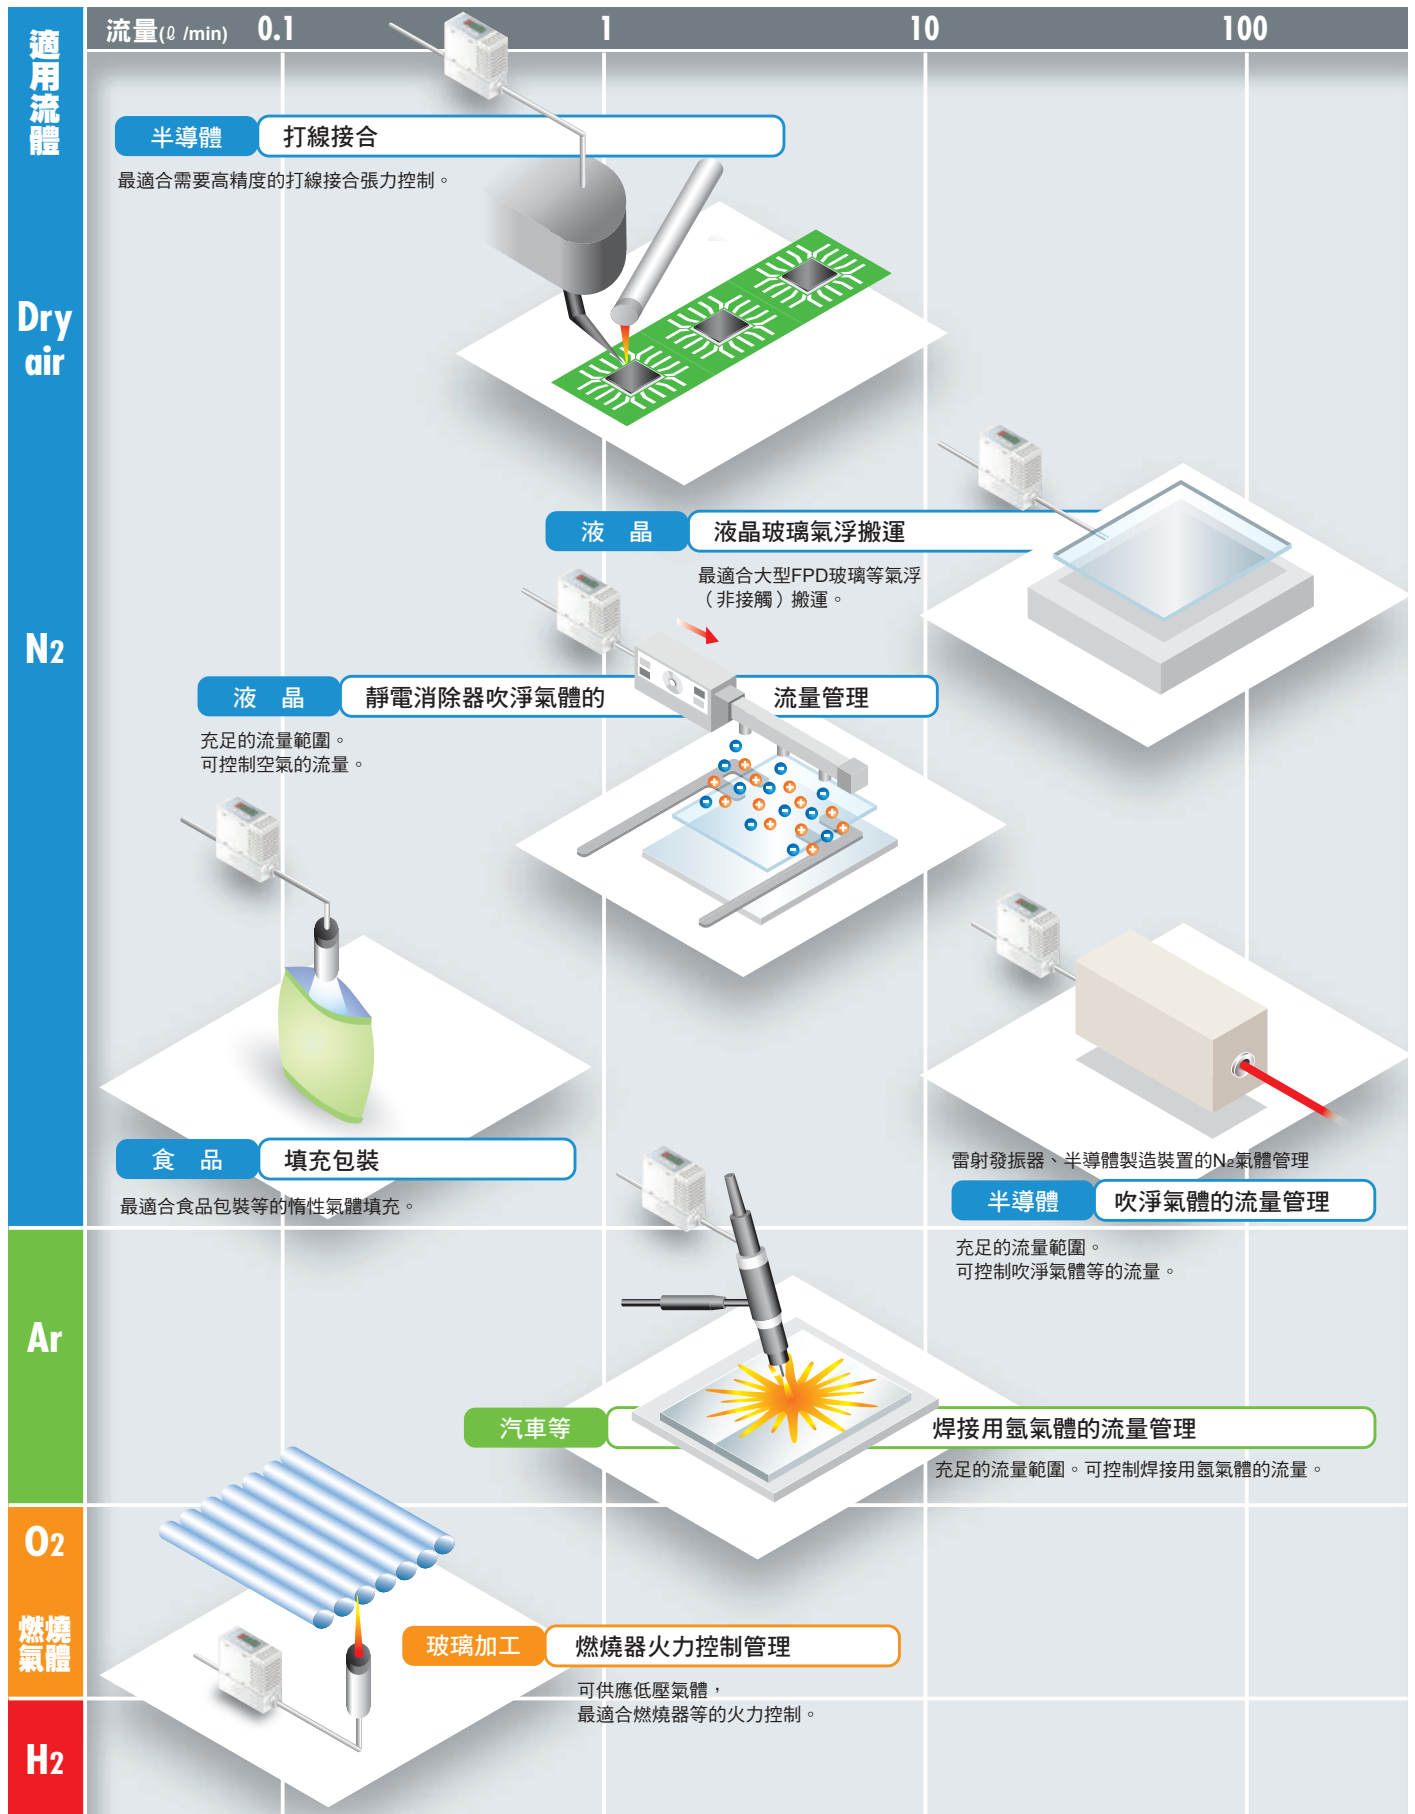 適用流體
流量(ℓ /min) 0.1 1 10 100
半導體 打線接合
最適合需要高精度的打線接合張力控制。
Dry
air
液 晶 液晶玻璃氣浮搬運
最適合大型FPD玻璃等氣浮
（非接觸）搬運。
N2
液 晶 靜電消除器吹淨氣體的 流量管理
充足的流量範圍。
可控制空氣的流量。
食 品 填充包裝
最適合食品包裝等的惰性氣體填充。
雷射發振器、半導體製造裝置的N2氣體管理
半導體 吹淨氣體的流量管理
充足的流量範圍。
可控制吹淨氣體等的流量。
Ar
汽車等 焊接用氬氣體的流量管理
充足的流量範圍。可控制焊接用氬氣體的流量。
O2
燃燒
氣體
玻璃加工 燃燒器火力控制管理
可供應低壓氣體，
最適合燃燒器等的火力控制。
H2